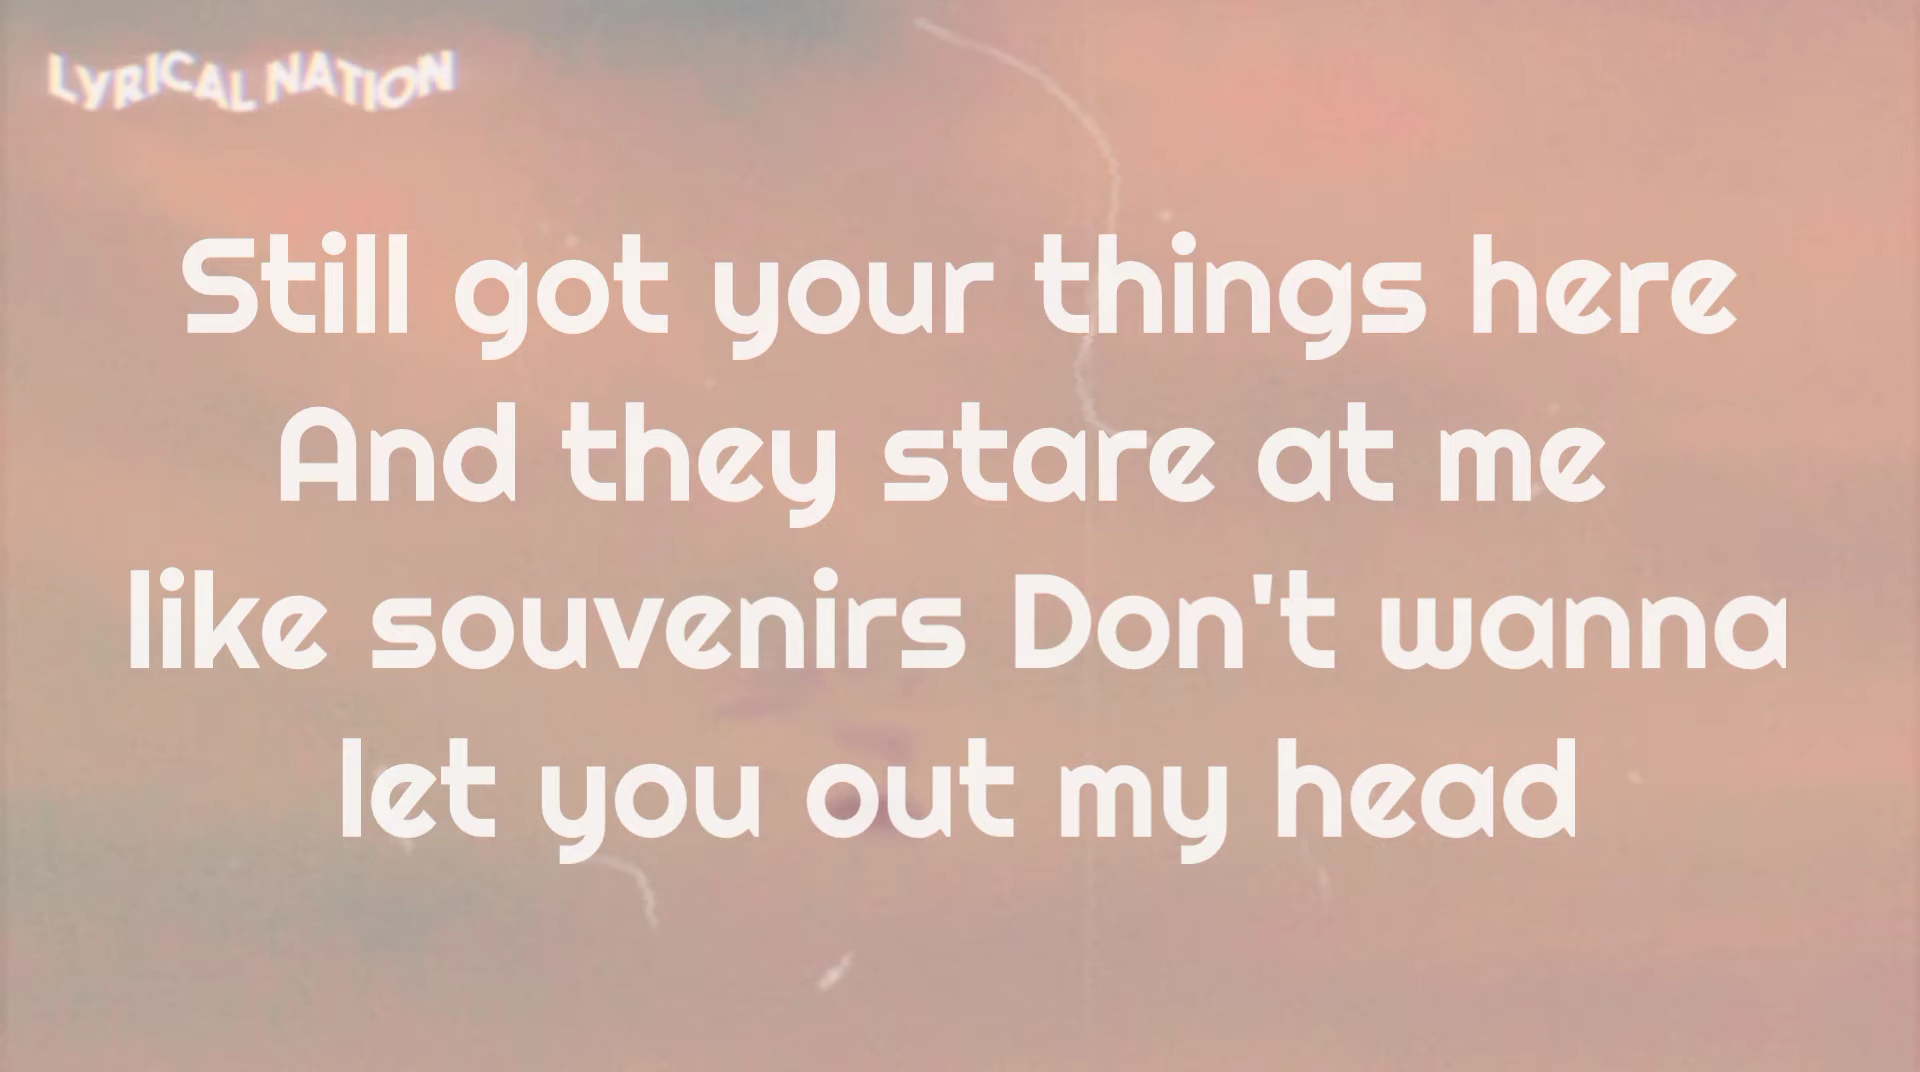 LYRICAL NATION
Still got your things here
And they stare at me
like souvenirs Don't wanna
let you out my head